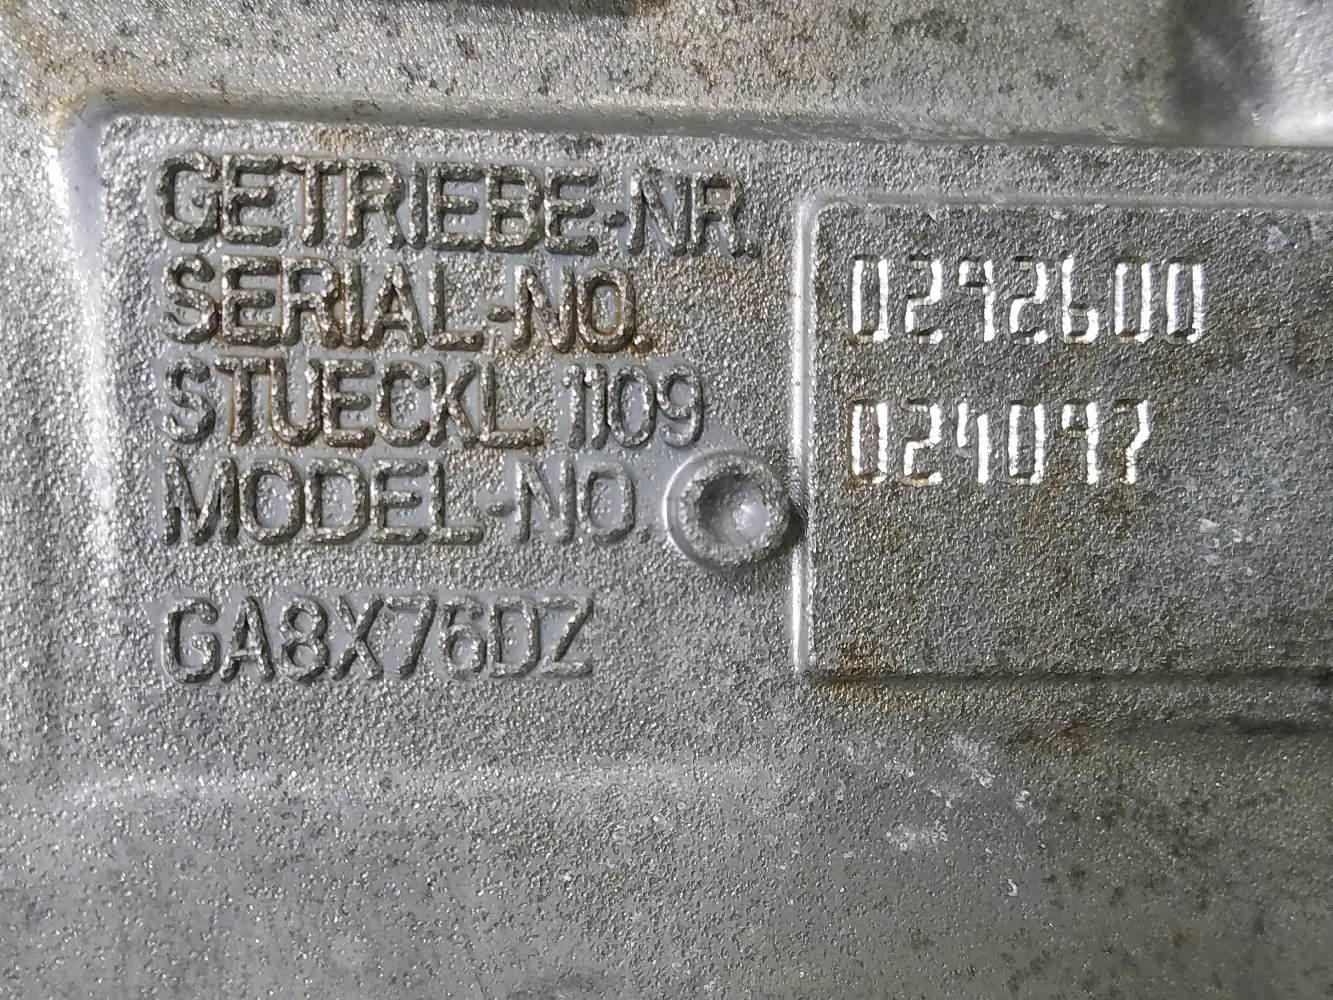 GETRIEBE-NR.
SERIAL-NO. 0292600
STUECKL. 1109 024097
MODEL-NO.
GA8X76DZ